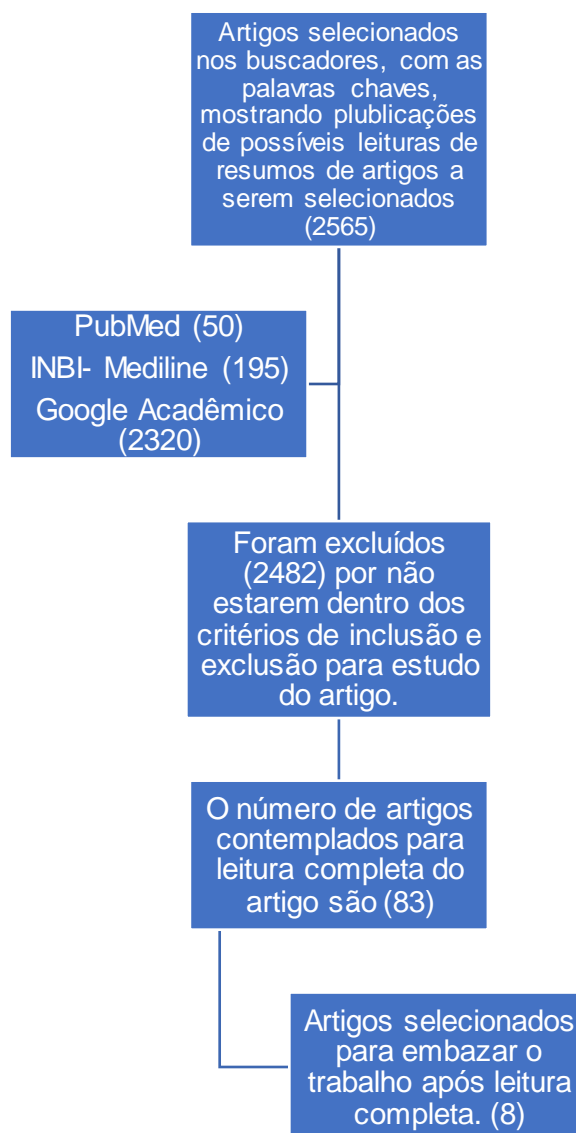 Artigos selecionados
nos buscadores, com as
palavras chaves,
mostrando plublicações
de possíveis leituras de
resumos de artigos a
serem selecionados
(2565)
PubMed (50)
INBI- Mediline (195)
Google Acadêmico
(2320)
Foram excluídos
(2482) por não
estarem dentro dos
critérios de inclusão e
exclusão para estudo
do artigo.
O número de artigos
contemplados para
leitura completa do
artigo são (83)
Artigos selecionados
para embazar o
trabalho após leitura
completa. (8)